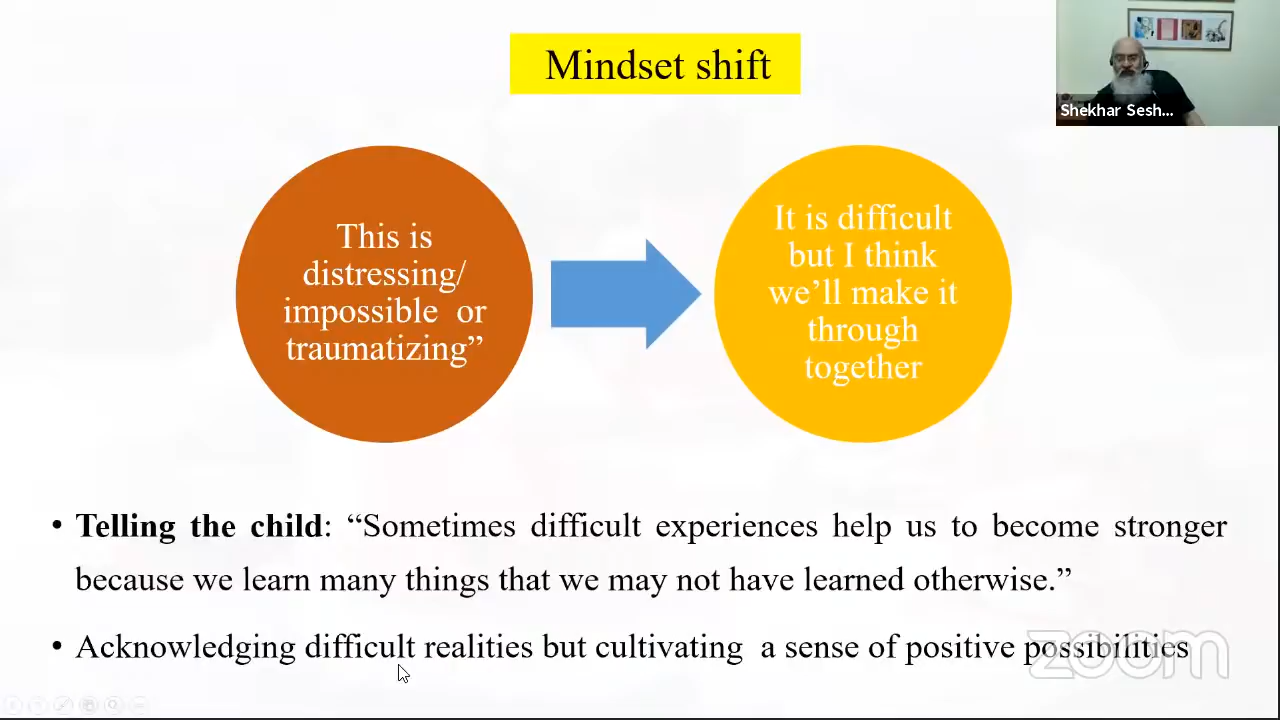 Mindset shift
Shekhar Sesh...
This is
distressing/
impossible or
traumatizing”
It is difficult
but I think
we’ll make it
through
together
• Telling the child: “Sometimes difficult experiences help us to become stronger
because we learn many things that we may not have learned otherwise.”
• Acknowledging difficult realities but cultivating a sense of positive possibilities
zoom